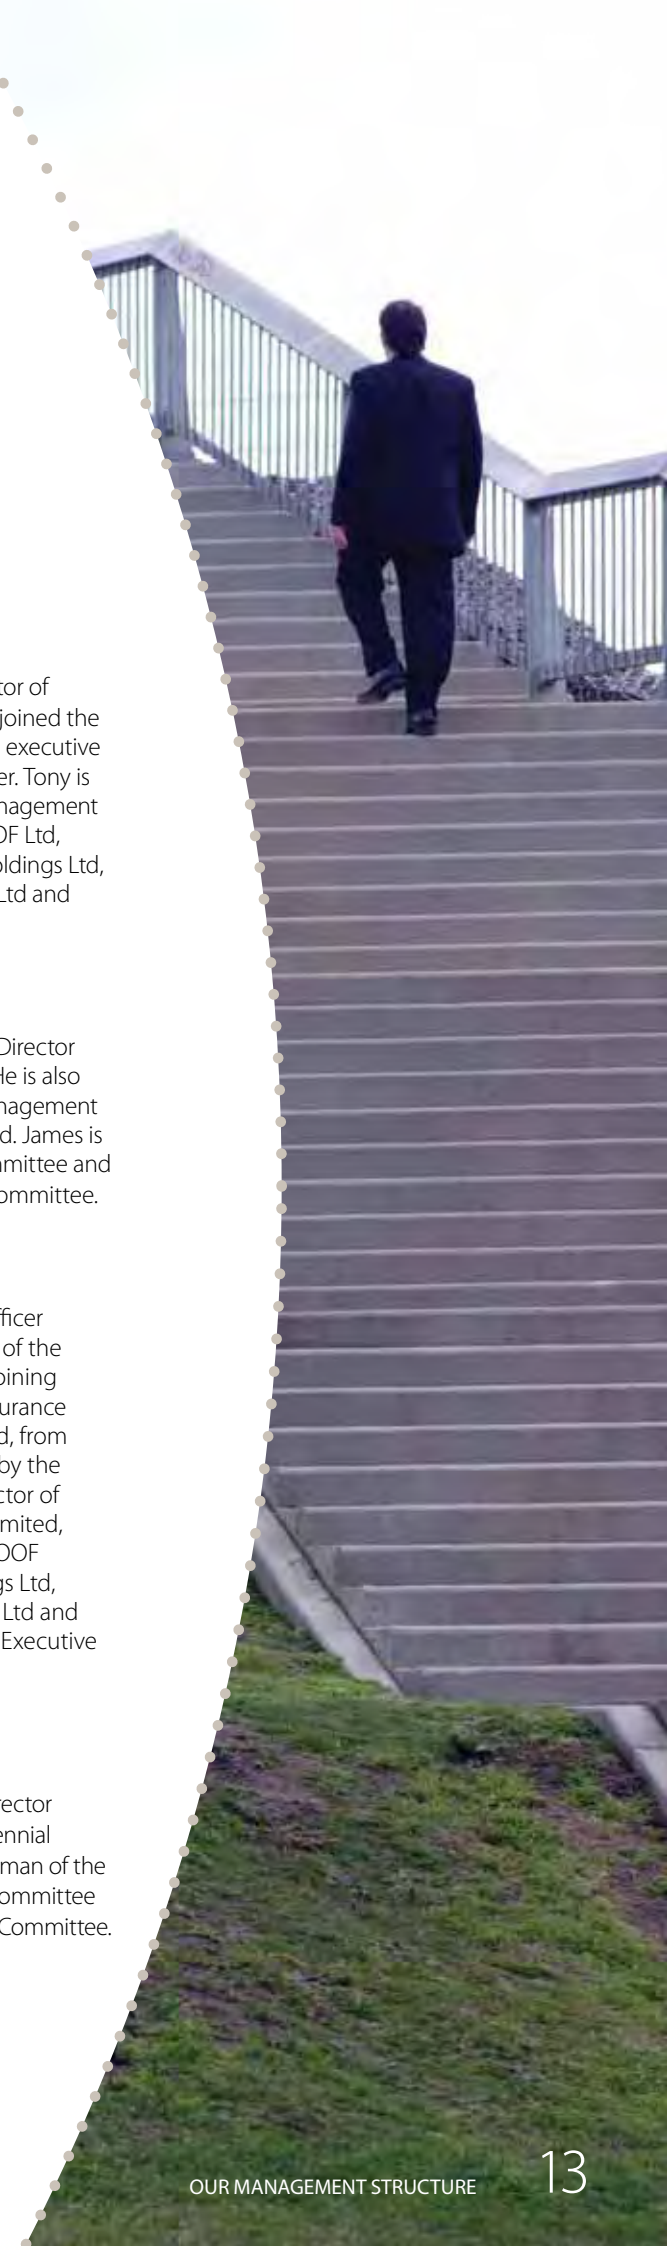 tor of
joined the
executive
er. Tony is
nagement
OF Ltd,
oldings Ltd,
Ltd and
Director
He is also
nagement
d. James is
mmittee and
ommittee.
fficer
of the
oining
urance
d, from
by the
ctor of
mited,
OOF
gs Ltd,
Ltd and
Executive
rector
ennial
man of the
ommittee
Committee.
OUR MANAGEMENT STRUCTURE 13